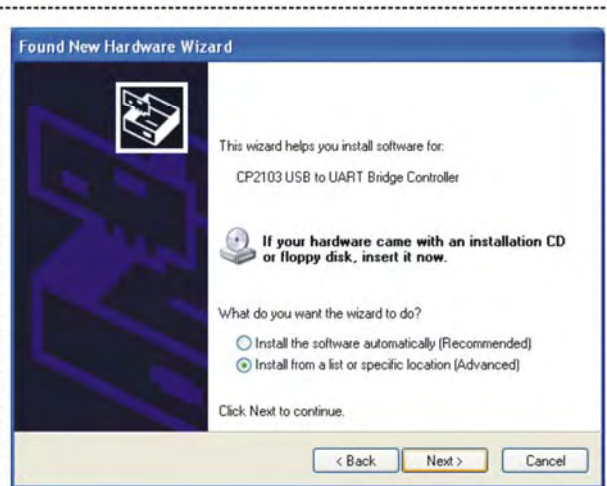 Found New Hardware Wizard
This wizard helps you install software for:
CP2103 USB to UART Bridge Controller
If your hardware came with an installation CD
or floppy disk, insert it now.
What do you want the wizard to do?
Install the software automatically (Recommended)
Install from a list or specific location (Advanced)
Click Next to continue.
< Back Next > Cancel